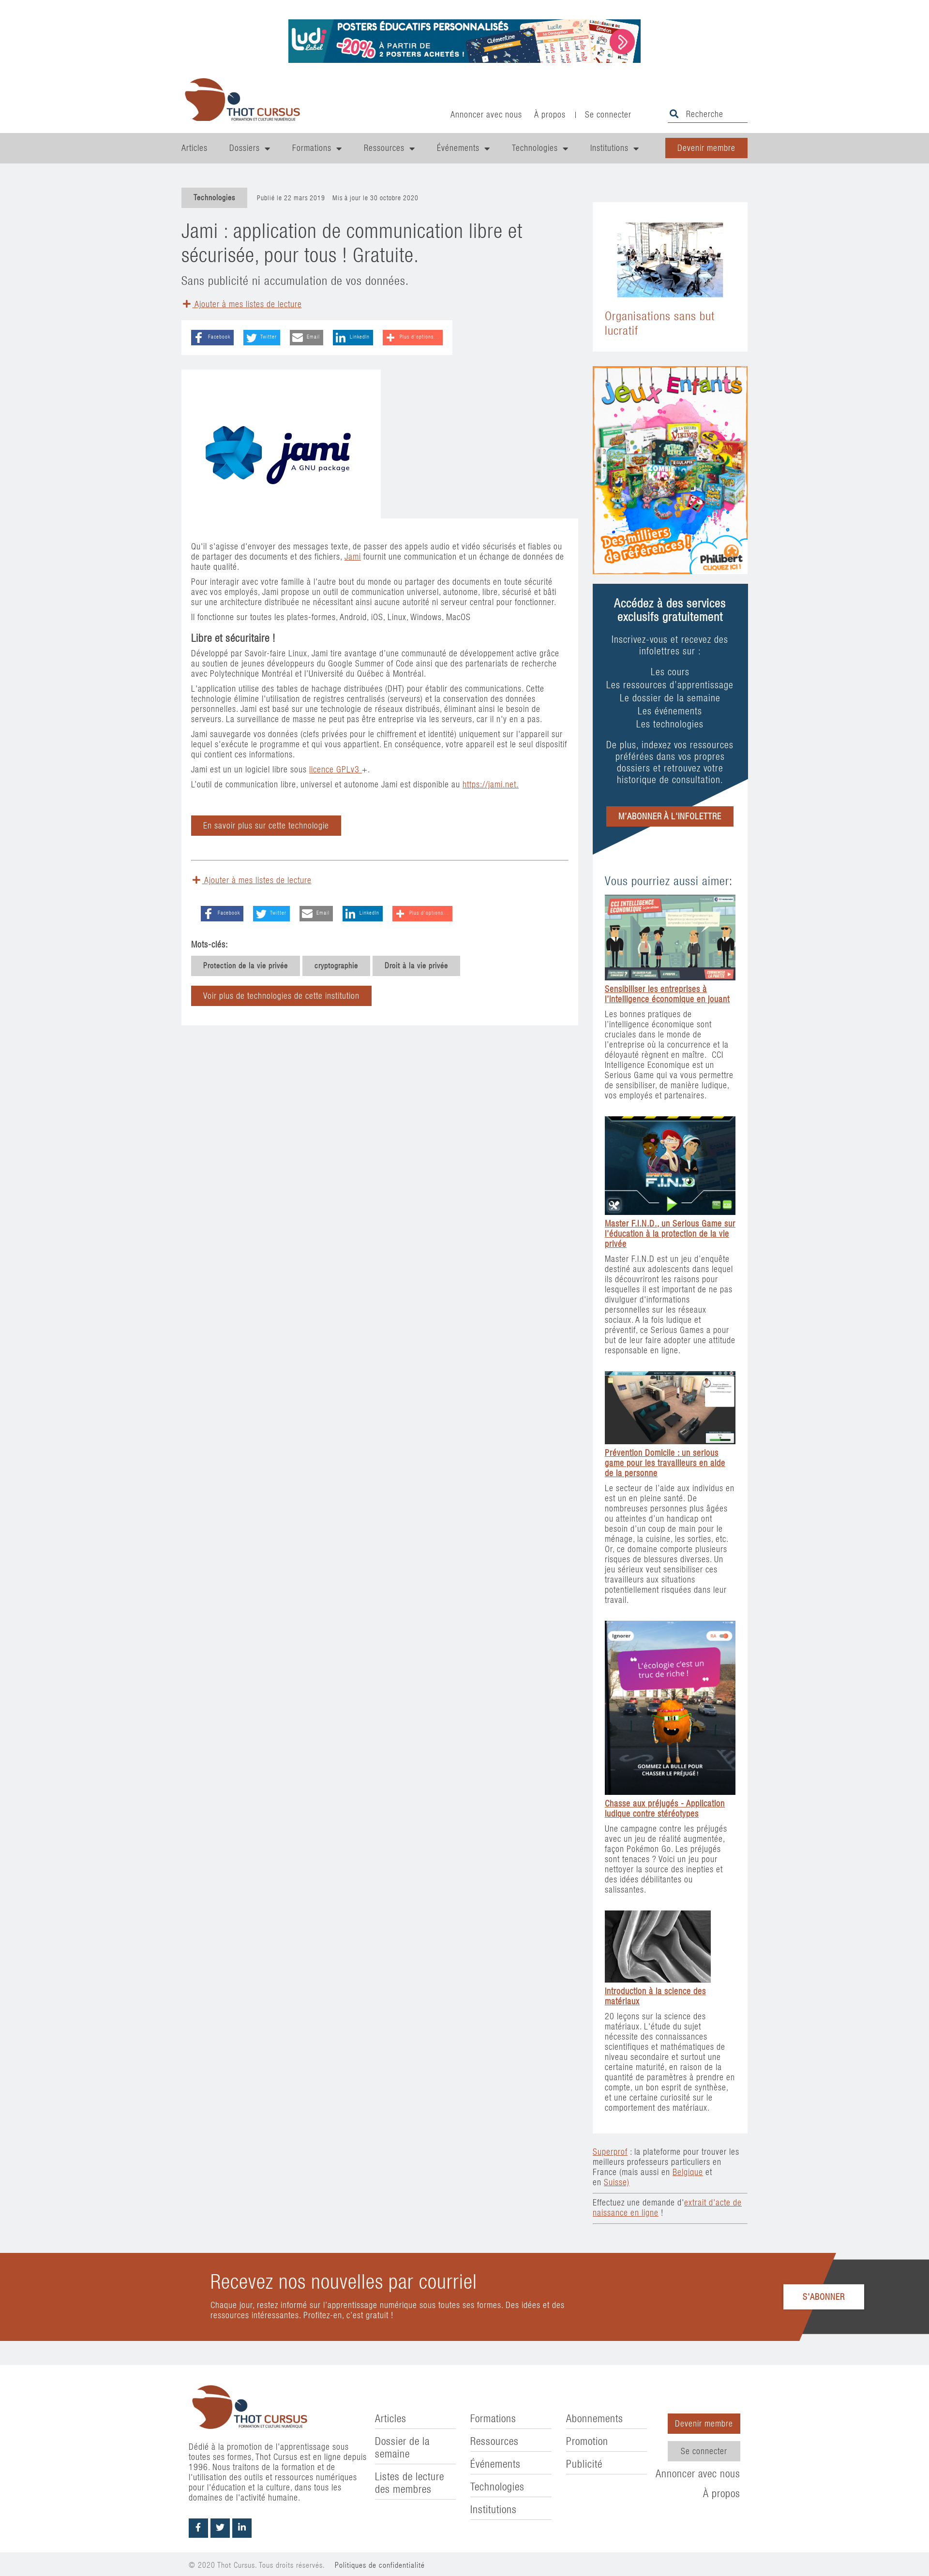 Ludi Label
POSTERS ÉDUCATIFS PERSONNALISÉS
-20% À PARTIR DE
2 POSTERS ACHETÉS !
THOT CURSUS
FORMATION ET CULTURE NUMÉRIQUE
Annoncer avec nous À propos | Se connecter Recherche
Articles Dossiers Formations Ressources Événements Technologies Institutions Devenir membre
Technologies Publié le 22 mars 2019 Mis à jour le 30 octobre 2020
Jami : application de communication libre et
sécurisée, pour tous ! Gratuite.
Sans publicité ni accumulation de vos données.
Ajouter à mes listes de lecture
Facebook Twitter Email LinkedIn Plus d'options...
jami
A GNU package
Qu'il s'agisse d'envoyer des messages texte, de passer des appels audio et vidéo sécurisés et fiables ou
de partager des documents et des fichiers, Jami fournit une communication et un échange de données de
haute qualité.
Pour interagir avec votre famille à l'autre bout du monde ou partager des documents en toute sécurité
avec vos employés, Jami propose un outil de communication universel, autonome, libre, sécurisé et bâti
sur une architecture distribuée ne nécessitant ainsi aucune autorité ni serveur central pour fonctionner.
Il fonctionne sur toutes les plates-formes, Android, iOS, Linux, Windows, MacOS
Libre et sécuritaire !
Développé par Savoir-faire Linux, Jami tire avantage d'une communauté de développement active grâce
au soutien de jeunes développeurs du Google Summer of Code ainsi que des partenariats de recherche
avec Polytechnique Montréal et l'Université du Québec à Montréal.
L'application utilise des tables de hachage distribuées (DHT) pour établir des communications. Cette
technologie élimine l'utilisation de registres centralisés (serveurs) et la conservation des données
personnelles. Jami est basé sur une technologie de réseaux distribués, éliminant ainsi le besoin de
serveurs. La surveillance de masse ne peut pas être entreprise via les serveurs, car il n'y en a pas.
Jami sauvegarde vos données (clefs privées pour le chiffrement et identité) uniquement sur l'appareil sur
lequel s'exécute le programme et qui vous appartient. En conséquence, votre appareil est le seul dispositif
qui contient ces informations.
Jami est un un logiciel libre sous licence GPLv3 +.
L'outil de communication libre, universel et autonome Jami est disponible au https://jami.net.
En savoir plus sur cette technologie
Ajouter à mes listes de lecture
Facebook Twitter Email LinkedIn Plus d'options...
Mots-clés:
Protection de la vie privée cryptographie Droit à la vie privée
Voir plus de technologies de cette institution
Organisations sans but
lucratif
Jeux Enfants
Des milliers
de références !
PHILIBERT
CLIQUEZ ICI !
Accédez à des services
exclusifs gratuitement
Inscrivez-vous et recevez des
infolettres sur :
Les cours
Les ressources d'apprentissage
Le dossier de la semaine
Les événements
Les technologies
De plus, indexez vos ressources
préférées dans vos propres
dossiers et retrouvez votre
historique de consultation.
M'ABONNER À L'INFOLETTRE
Vous pourriez aussi aimer:
Sensibiliser les entreprises à
l'intelligence économique en jouant
Les bonnes pratiques de
l'intelligence économique sont
cruciales dans le monde de
l'entreprise où la concurrence et la
déloyauté règnent en maître. CCI
Intelligence Economique est un
Serious Game qui va vous permettre
de sensibiliser, de manière ludique,
vos employés et partenaires.
F.I.N.D
Master F.I.N.D., un Serious Game sur
l'éducation à la protection de la vie
privée
Master F.I.N.D est un jeu d'enquête
destiné aux adolescents dans lequel
ils découvriront les raisons pour
lesquelles il est important de ne pas
divulguer d'informations
personnelles sur les réseaux
sociaux. A la fois ludique et
préventif, ce Serious Games a pour
but de leur faire adopter une attitude
responsable en ligne.
Prévention Domicile : un serious
game pour les travailleurs en aide
de la personne
Le secteur de l'aide aux individus en
est un en pleine santé. De
nombreuses personnes plus âgées
ou atteintes d'un handicap ont
besoin d'un coup de main pour le
ménage, la cuisine, les sorties, etc.
Or, ce domaine comporte plusieurs
risques de blessures diverses. Un
jeu sérieux veut sensibiliser ces
travailleurs aux situations
potentiellement risquées dans leur
travail.
Ignorer RA
L'écologie c'est un
truc de riche !
GOMMEZ LA BULLE POUR
CHASSER LE PRÉJUGÉ !
Chasse aux préjugés - Application
ludique contre stéréotypes
Une campagne contre les préjugés
avec un jeu de réalité augmentée,
façon Pokémon Go. Les préjugés
sont tenaces ? Voici un jeu pour
nettoyer la source des inepties et
des idées débilitantes ou
salissantes.
Introduction à la science des
matériaux
20 leçons sur la science des
matériaux. L'étude du sujet
nécessite des connaissances
scientifiques et mathématiques de
niveau secondaire et surtout une
certaine maturité, en raison de la
quantité de paramètres à prendre en
compte, un bon esprit de synthèse,
et une certaine curiosité sur le
comportement des matériaux.
Superprof : la plateforme pour trouver les
meilleurs professeurs particuliers en
France (mais aussi en Belgique et
en Suisse)
Effectuez une demande d'extrait d'acte de
naissance en ligne !
Recevez nos nouvelles par courriel
Chaque jour, restez informé sur l'apprentissage numérique sous toutes ses formes. Des idées et des
ressources intéressantes. Profitez-en, c'est gratuit !
S'ABONNER
THOT CURSUS
FORMATION ET CULTURE NUMÉRIQUE
Dédié à la promotion de l'apprentissage sous
toutes ses formes, Thot Cursus est en ligne depuis
1996. Nous traitons de la formation et de
l'utilisation des outils et ressources numériques
pour l'éducation et la culture, dans tous les
domaines de l'activité humaine.
Articles
Dossier de la
semaine
Listes de lecture
des membres
Formations
Ressources
Événements
Technologies
Institutions
Abonnements
Promotion
Publicité
Devenir membre
Se connecter
Annoncer avec nous
À propos
© 2020 Thot Cursus. Tous droits réservés. Politiques de confidentialité